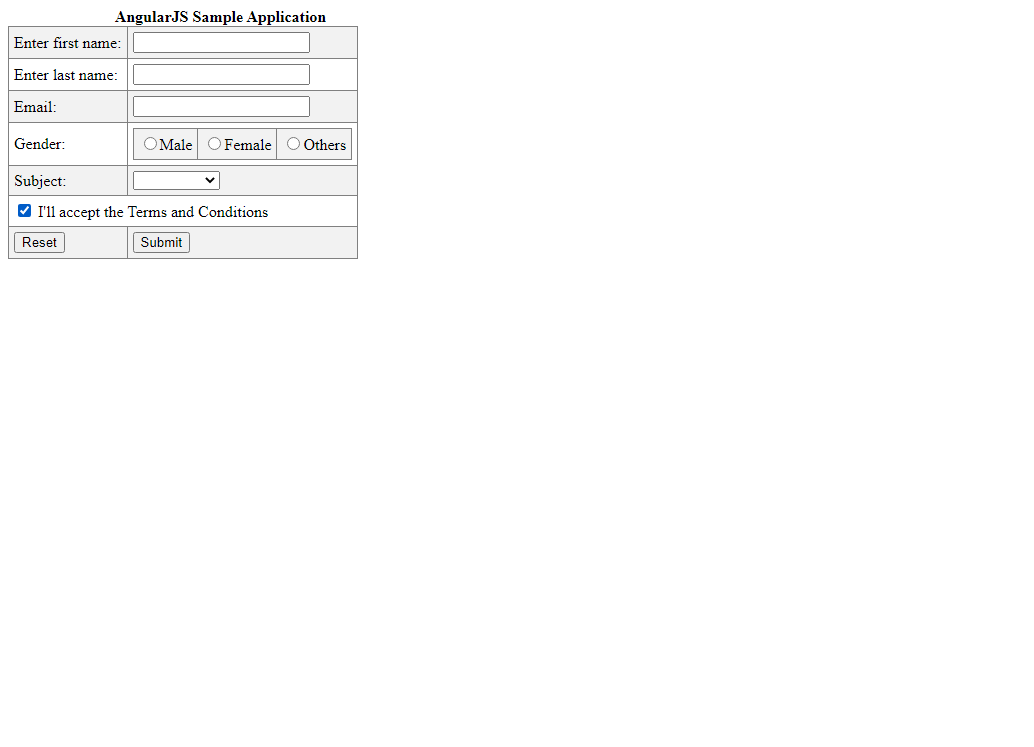 AngularJS Sample Application
Enter first name:
Enter last name:
Email:
Gender: Male Female Others
Subject:
I'll accept the Terms and Conditions
Reset Submit